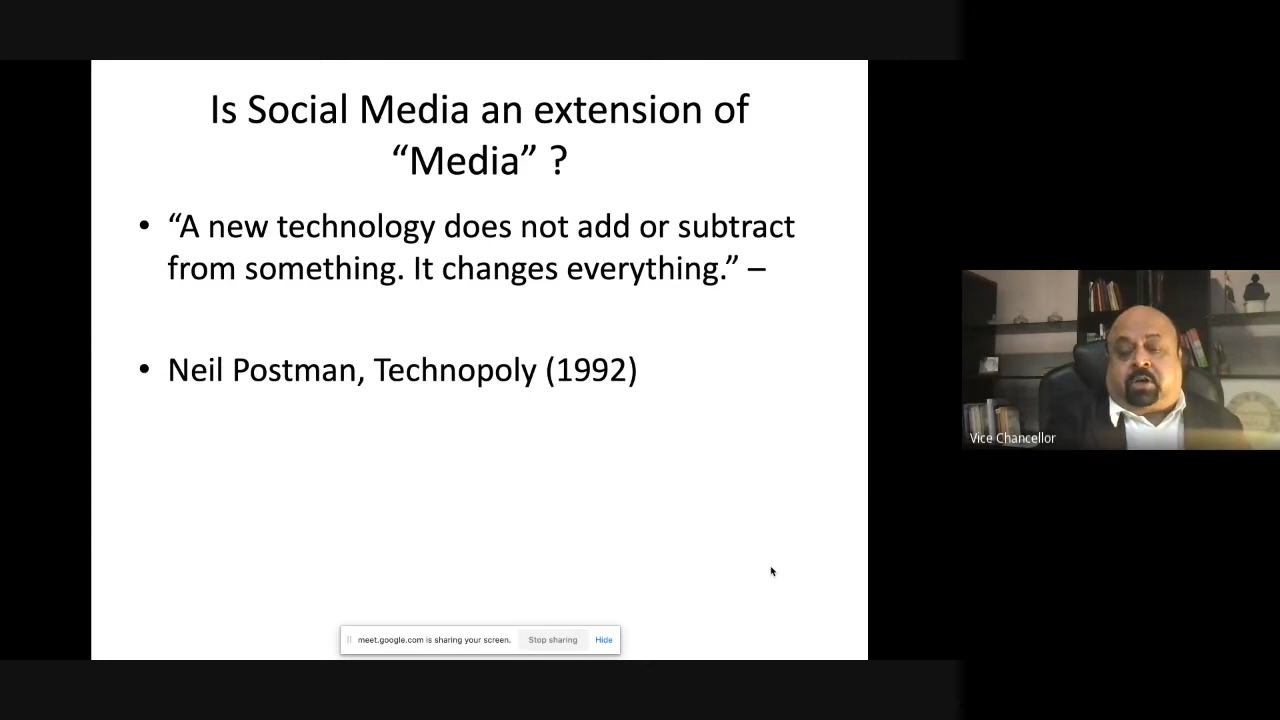 Is Social Media an extension of
“Media” ?
• “A new technology does not add or subtract
from something. It changes everything.” –
• Neil Postman, Technopoly (1992)
Vice Chancellor
meet.google.com is sharing your screen. Stop sharing Hide